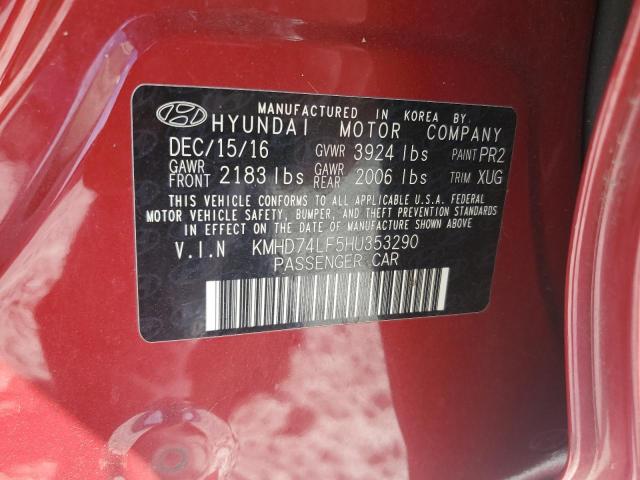 MANUFACTURED IN KOREA BY.
HYUNDAI MOTOR COMPANY
DEC/15/16 GVWR 3924 lbs PAINT PR2
GAWR FRONT 2183 lbs GAWR REAR 2006 lbs TRIM XUG
THIS VEHICLE CONFORMS TO APPLICABLE U.S.A. FEDERAL
MOTOR VEHICLE SAFETY, BUMPER, AND THEFT PREVENTION STANDARDS
IN EFFECT ON THE DATE OF MANUFACTURE SHOWN ABOVE.
V.I.N KMHD74LF5HU353290
PASSENGER CAR